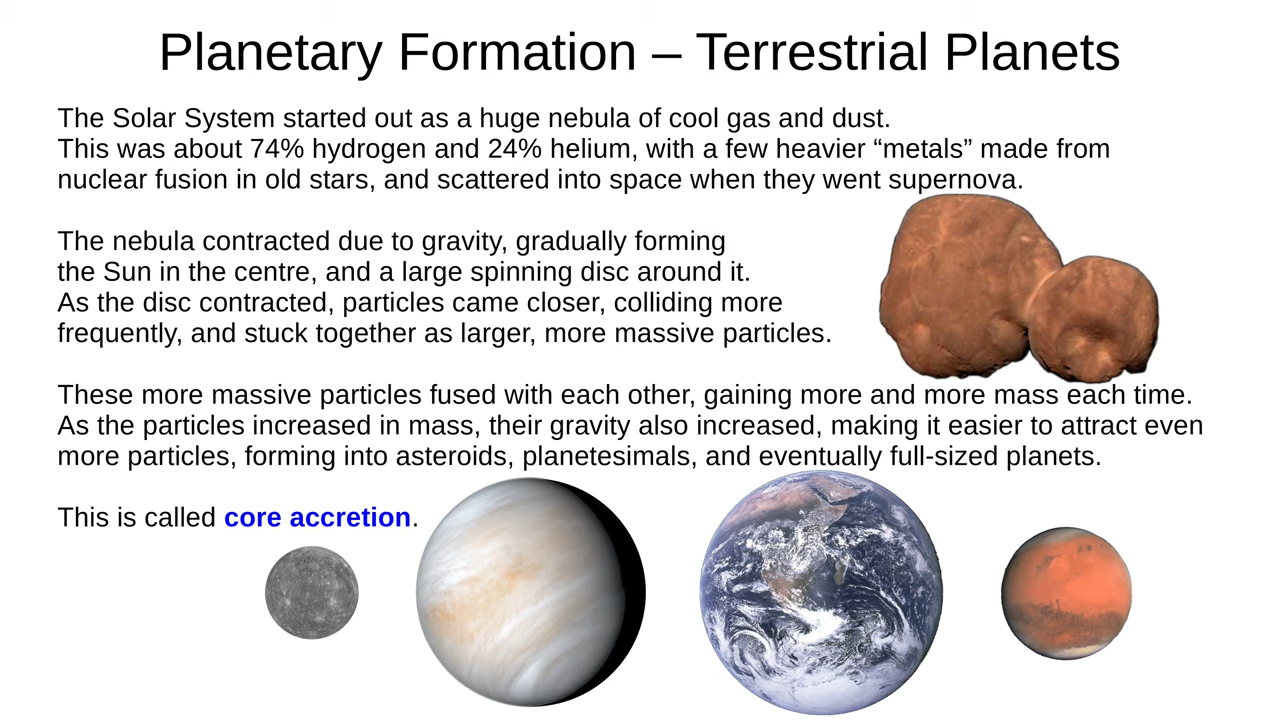 Planetary Formation – Terrestrial Planets
The Solar System started out as a huge nebula of cool gas and dust.
This was about 74% hydrogen and 24% helium, with a few heavier “metals” made from
nuclear fusion in old stars, and scattered into space when they went supernova.
The nebula contracted due to gravity, gradually forming
the Sun in the centre, and a large spinning disc around it.
As the disc contracted, particles came closer, colliding more
frequently, and stuck together as larger, more massive particles.
These more massive particles fused with each other, gaining more and more mass each time.
As the particles increased in mass, their gravity also increased, making it easier to attract even
more particles, forming into asteroids, planetesimals, and eventually full-sized planets.
This is called core accretion.